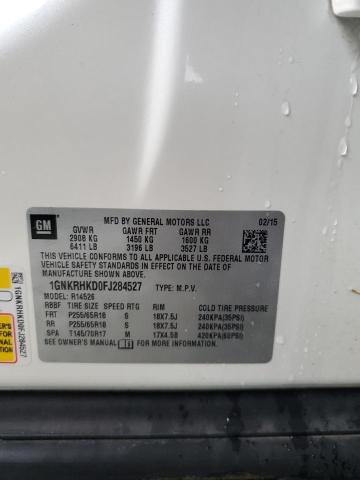 GM
MFD BY GENERAL MOTORS LLC 02/15
GVWR GAWR FRT GAWR RR
2908 KG 1450 KG 1600 KG
6411 LB 3196 LB 3527 LB
THIS VEHICLE CONFORMS TO ALL APPLICABLE U.S. FEDERAL MOTOR
VEHICLE SAFETY AND THEFT PREVENTION STANDARDS IN EFFECT ON
THE DATE OF MANUFACTURE SHOWN ABOVE.
1GNKRHKD0FJ284527 TYPE: M.P.V.
MODEL: R14526
RBBF TIRE SIZE SPEED RTG RIM COLD TIRE PRESSURE
FRT P255/65R18 S 18X7.5J 240KPA(35PSI)
RR P255/65R18 S 18X7.5J 240KPA(35PSI)
SPA T145/70R17 M 17X4.5B 420KPA(60PSI)
SEE OWNER'S MANUAL FOR MORE INFORMATION.
1GNKRHKD0FJ284527